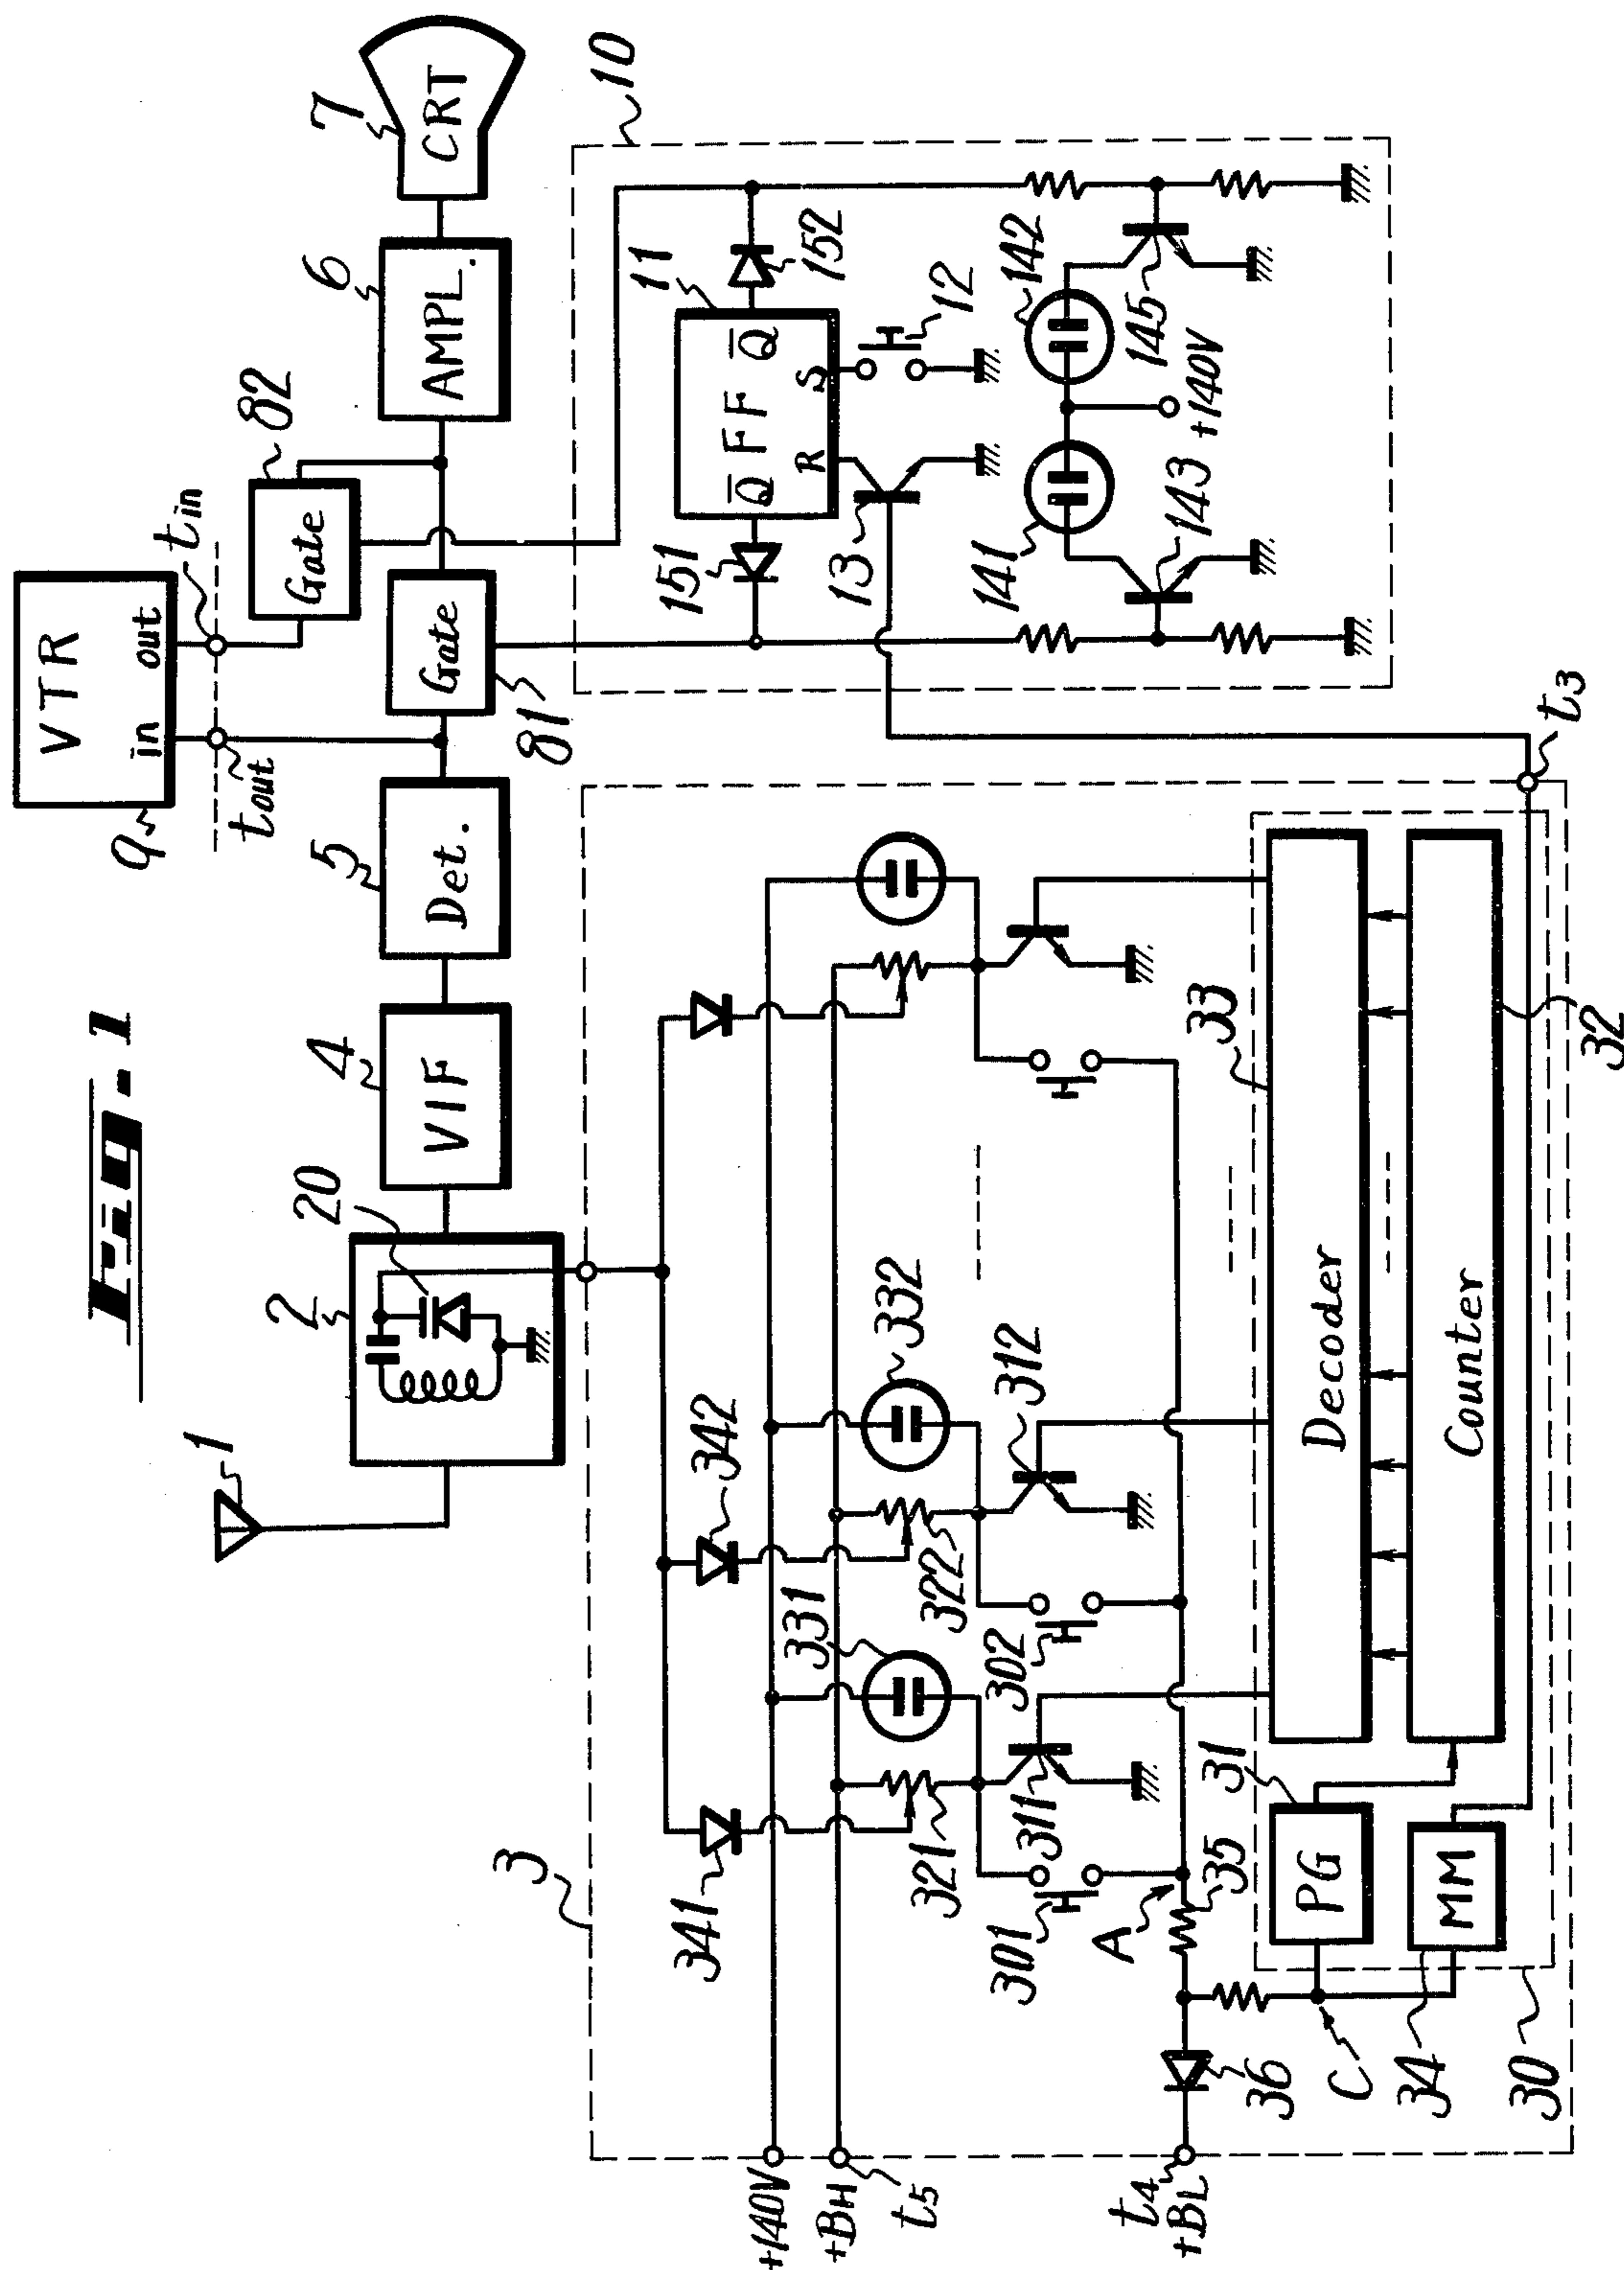 Fig. 1
1
2
20
VIF
4
Det.
5
VTR
in
out
9
tout
tin
Gate
81
Gate
82
AMPL.
6
CRT
7
10
Q̅ FF Q̅
R
S
11
151
152
12
13
141
142
143
145
+140V
3
341
342
331
332
321
322
311
312
301
302
A
35
36
C
+140V
+BH
t5
t4
+BL
PG
31
MM
34
30
Decoder
33
Counter
32
t3